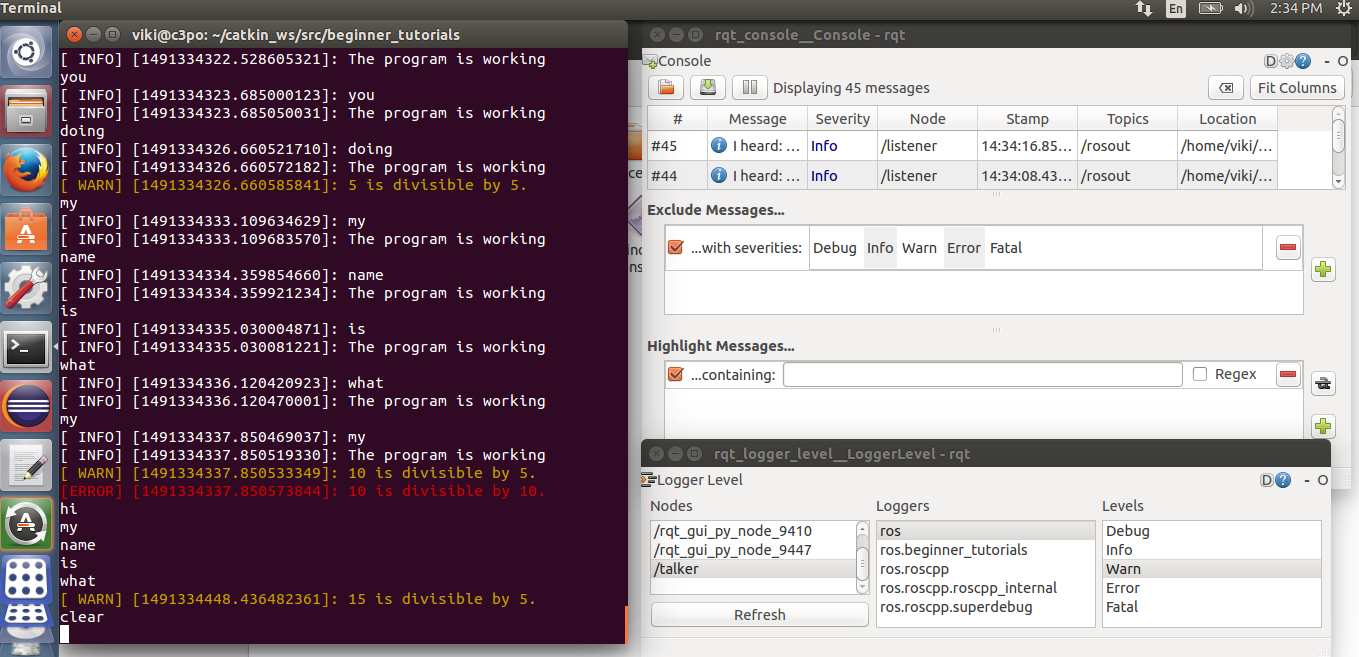 Terminal
En
2:34 PM
viki@c3po: ~/catkin_ws/src/beginner_tutorials
[ INFO] [1491334322.528605321]: The program is working
you
[ INFO] [1491334323.685000123]: you
[ INFO] [1491334323.685050031]: The program is working
doing
[ INFO] [1491334326.660521710]: doing
[ INFO] [1491334326.660572182]: The program is working
[ WARN] [1491334326.660585841]: 5 is divisible by 5.
my
[ INFO] [1491334333.109634629]: my
[ INFO] [1491334333.109683570]: The program is working
name
[ INFO] [1491334334.359854660]: name
[ INFO] [1491334334.359921234]: The program is working
is
[ INFO] [1491334335.030004871]: is
[ INFO] [1491334335.030081221]: The program is working
what
[ INFO] [1491334336.120420923]: what
[ INFO] [1491334336.120470001]: The program is working
my
[ INFO] [1491334337.850469037]: my
[ INFO] [1491334337.850519330]: The program is working
[ WARN] [1491334337.850533349]: 10 is divisible by 5.
[ERROR] [1491334337.850573844]: 10 is divisible by 10.
hi
my
name
is
what
[ WARN] [1491334448.436482361]: 15 is divisible by 5.
clear
rqt_console__Console - rqt
Console
D
- O
Displaying 45 messages
Fit Columns
# Message Severity Node Stamp Topics Location
#45 I heard: ... Info /listener 14:34:16.85... /rosout /home/viki/...
#44 I heard: ... Info /listener 14:34:08.43... /rosout /home/viki/...
Exclude Messages...
...with severities: Debug Info Warn Error Fatal
Highlight Messages...
...containing:
Regex
rqt_logger_level__LoggerLevel - rqt
Logger Level
D
- O
Nodes
/rqt_gui_py_node_9410
/rqt_gui_py_node_9447
/talker
Refresh
Loggers
ros
ros.beginner_tutorials
ros.roscpp
ros.roscpp.roscpp_internal
ros.roscpp.superdebug
Levels
Debug
Info
Warn
Error
Fatal